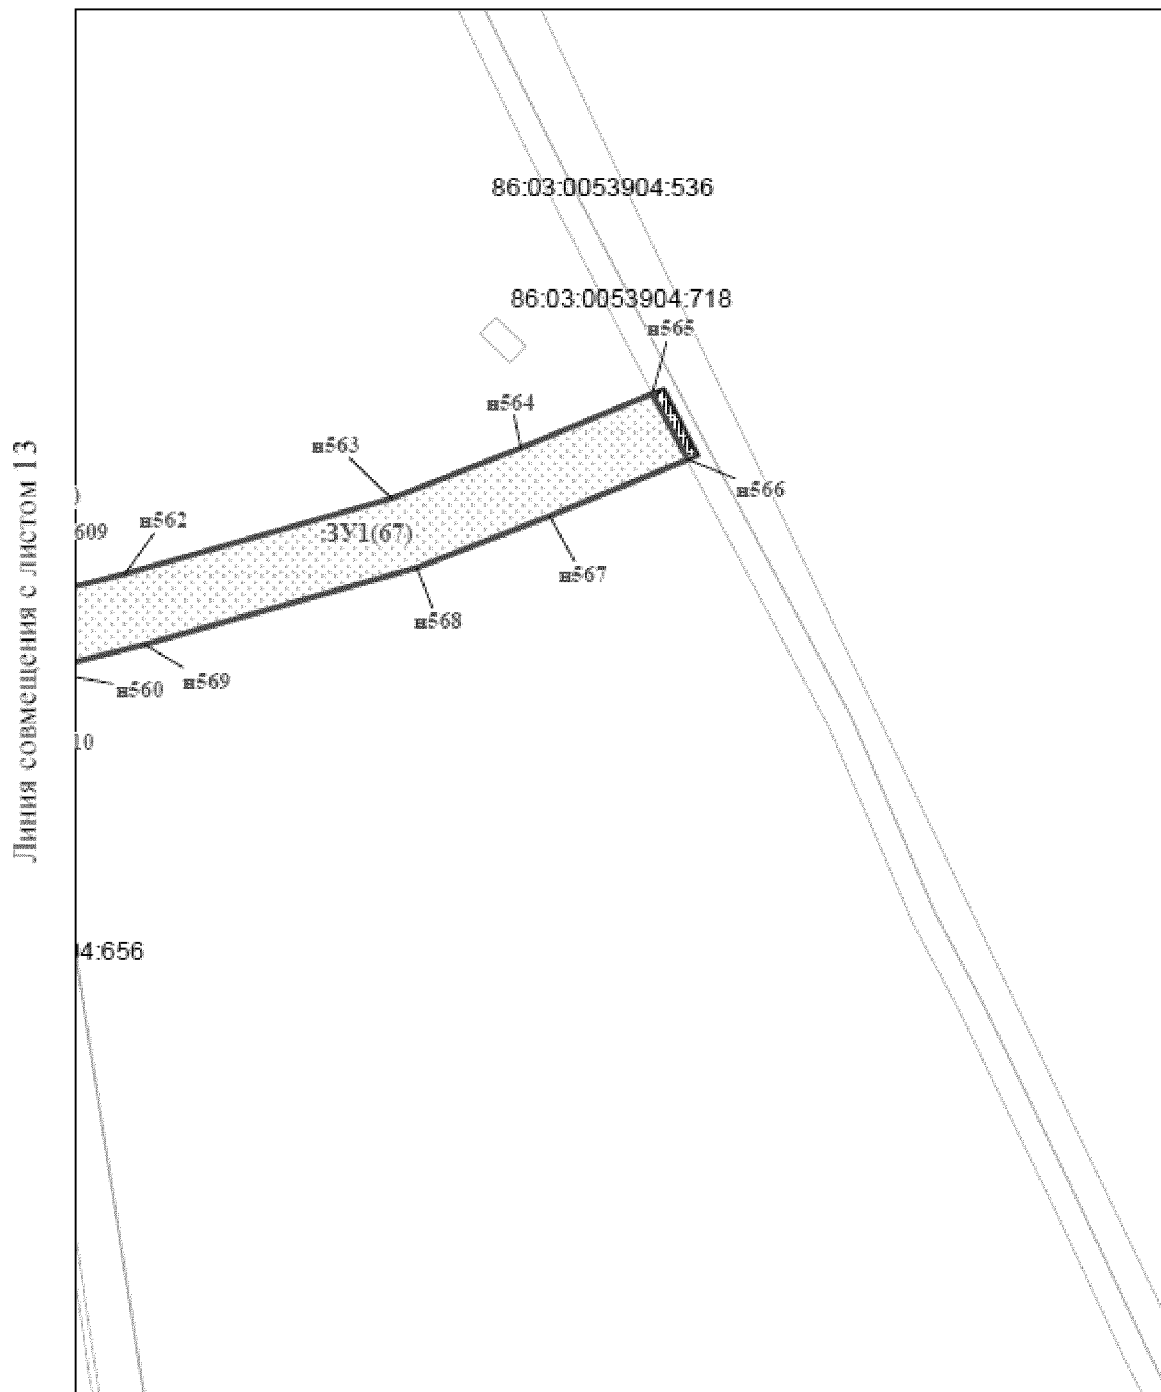 86:03:0053904:536
86:03:0053904:718
н565
н564
н563
н566
)
609
н562
:ЗУ1(67)
н567
н568
н569
н560
10
4:656
Линия совмещения с листом 13